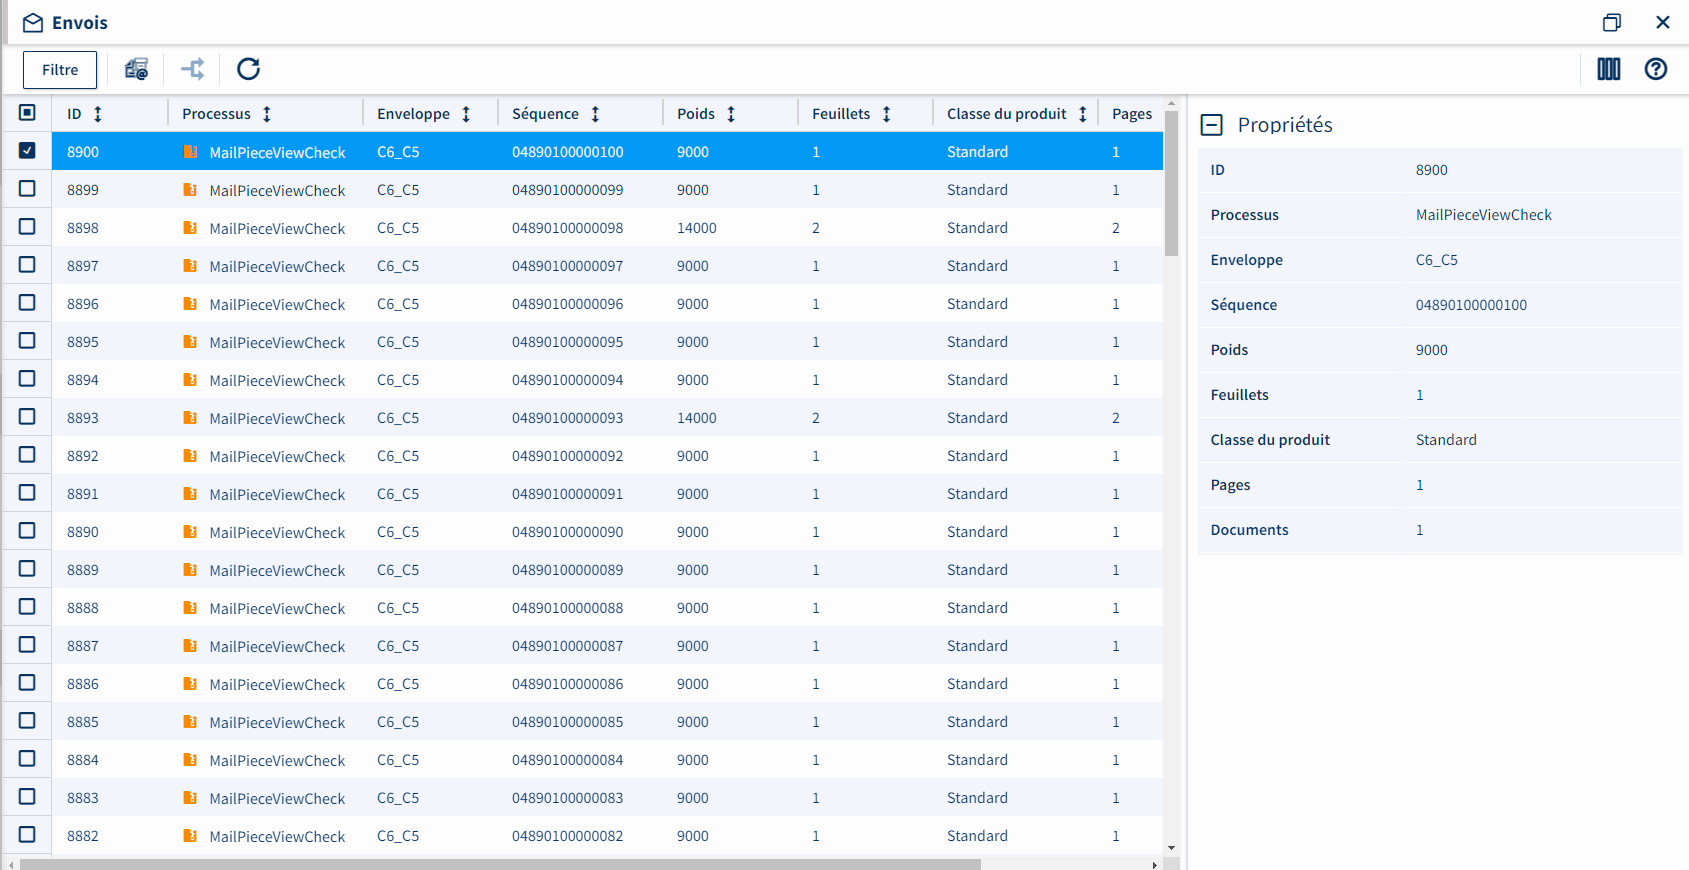 Envois
Filtre
ID Processus Enveloppe Séquence Poids Feuillets Classe du produit Pages
8900 MailPieceViewCheck C6_C5 04890100000100 9000 1 Standard 1
8899 MailPieceViewCheck C6_C5 04890100000099 9000 1 Standard 1
8898 MailPieceViewCheck C6_C5 04890100000098 14000 2 Standard 2
8897 MailPieceViewCheck C6_C5 04890100000097 9000 1 Standard 1
8896 MailPieceViewCheck C6_C5 04890100000096 9000 1 Standard 1
8895 MailPieceViewCheck C6_C5 04890100000095 9000 1 Standard 1
8894 MailPieceViewCheck C6_C5 04890100000094 9000 1 Standard 1
8893 MailPieceViewCheck C6_C5 04890100000093 14000 2 Standard 2
8892 MailPieceViewCheck C6_C5 04890100000092 9000 1 Standard 1
8891 MailPieceViewCheck C6_C5 04890100000091 9000 1 Standard 1
8890 MailPieceViewCheck C6_C5 04890100000090 9000 1 Standard 1
8889 MailPieceViewCheck C6_C5 04890100000089 9000 1 Standard 1
8888 MailPieceViewCheck C6_C5 04890100000088 9000 1 Standard 1
8887 MailPieceViewCheck C6_C5 04890100000087 9000 1 Standard 1
8886 MailPieceViewCheck C6_C5 04890100000086 9000 1 Standard 1
8885 MailPieceViewCheck C6_C5 04890100000085 9000 1 Standard 1
8884 MailPieceViewCheck C6_C5 04890100000084 9000 1 Standard 1
8883 MailPieceViewCheck C6_C5 04890100000083 9000 1 Standard 1
8882 MailPieceViewCheck C6_C5 04890100000082 9000 1 Standard 1
Propriétés
ID 8900
Processus MailPieceViewCheck
Enveloppe C6_C5
Séquence 04890100000100
Poids 9000
Feuillets 1
Classe du produit Standard
Pages 1
Documents 1